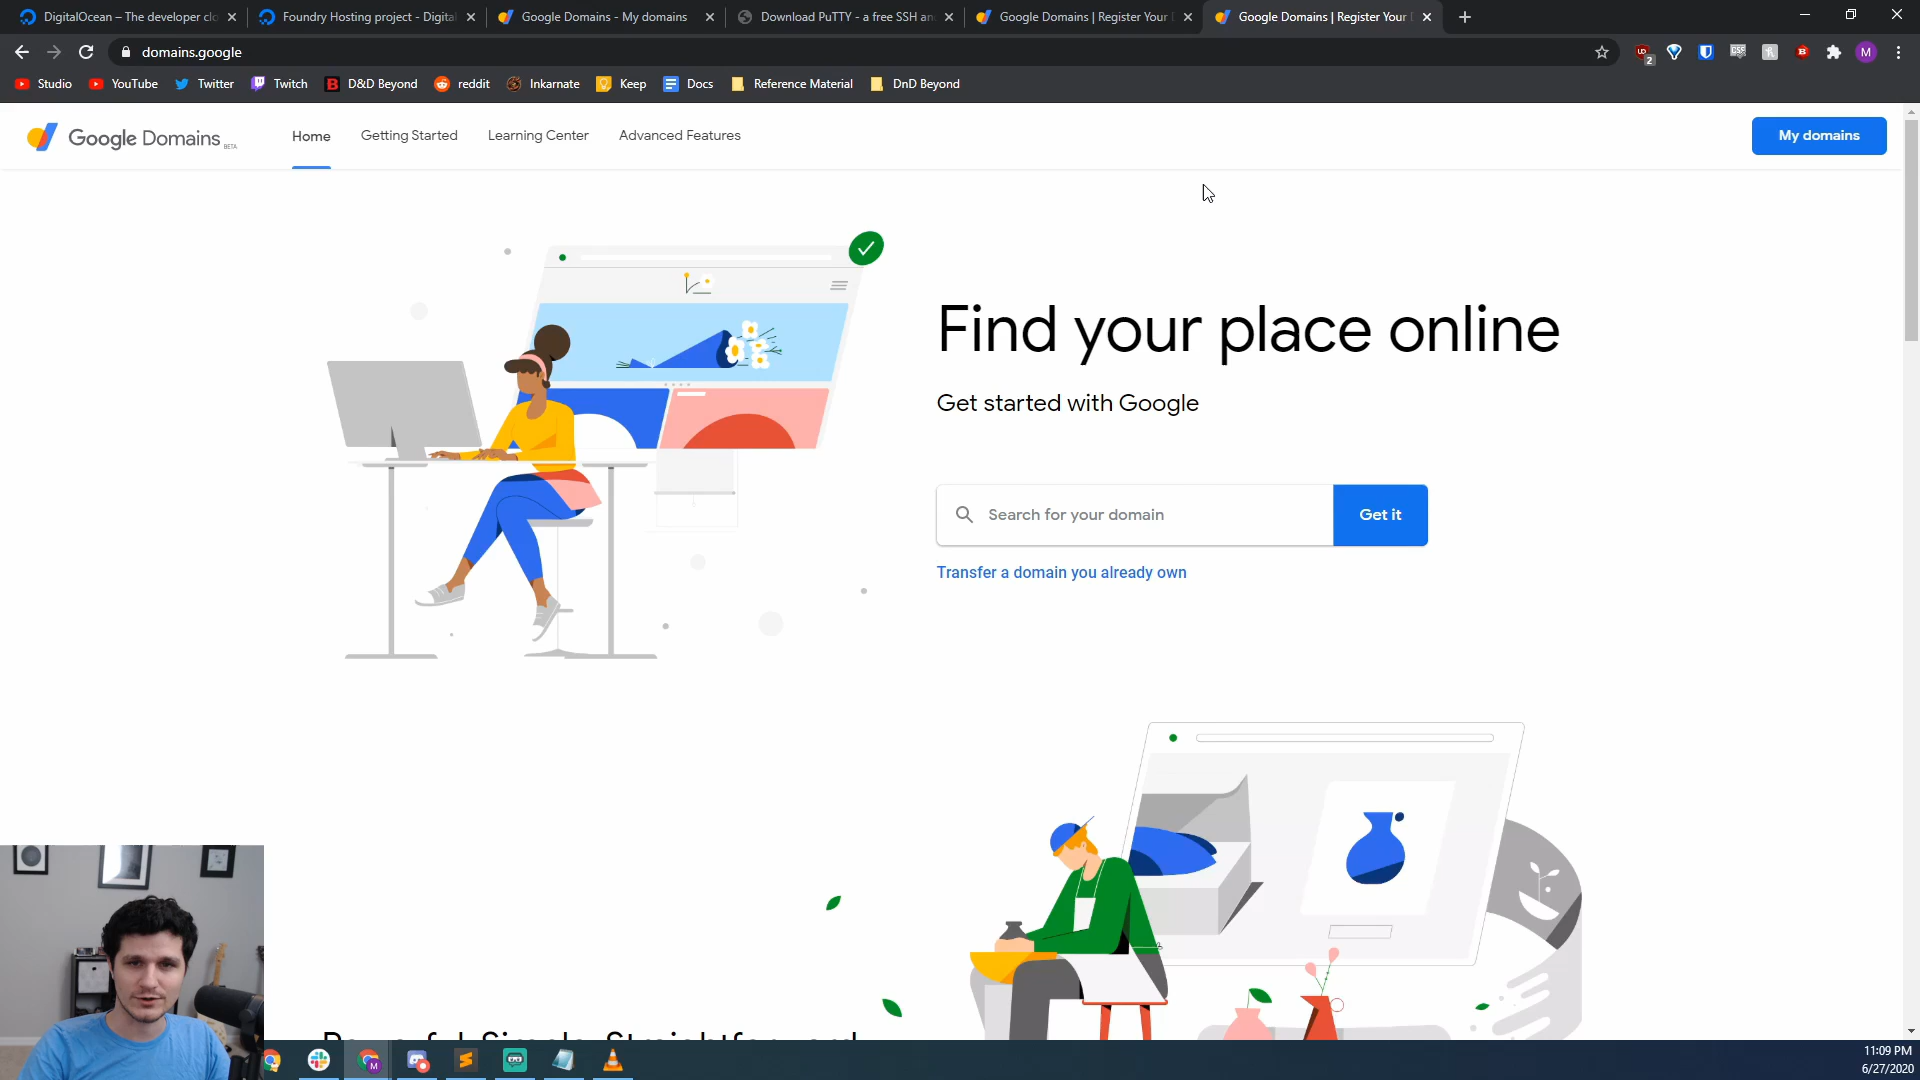 DigitalOcean – The developer clo
Foundry Hosting project - Digital
Google Domains - My domains
Download PuTTY - a free SSH an
Google Domains | Register Your
Google Domains | Register Your D
domains.google
2
M
Studio
YouTube
Twitter
Twitch
D&D Beyond
reddit
Inkarnate
Keep
Docs
Reference Material
DnD Beyond
Google Domains BETA
Home
Getting Started
Learning Center
Advanced Features
My domains
Find your place online
Get started with Google
Search for your domain
Get it
Transfer a domain you already own
11:09 PM
6/27/2020